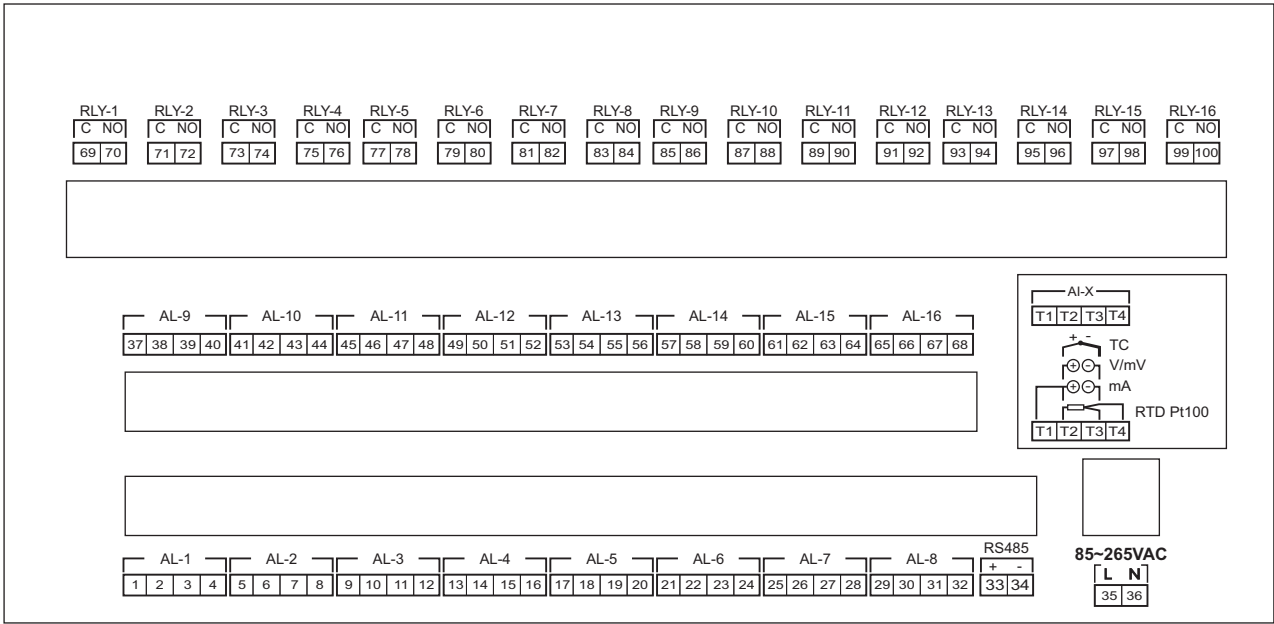 RLY-1 RLY-2 RLY-3 RLY-4 RLY-5 RLY-6 RLY-7 RLY-8 RLY-9 RLY-10 RLY-11 RLY-12 RLY-13 RLY-14 RLY-15 RLY-16
C NO C NO C NO C NO C NO C NO C NO C NO C NO C NO C NO C NO C NO C NO C NO C NO
69 70 71 72 73 74 75 76 77 78 79 80 81 82 83 84 85 86 87 88 89 90 91 92 93 94 95 96 97 98 99 100
AL-9 AL-10 AL-11 AL-12 AL-13 AL-14 AL-15 AL-16
37 38 39 40 41 42 43 44 45 46 47 48 49 50 51 52 53 54 55 56 57 58 59 60 61 62 63 64 65 66 67 68
AI-X
T1 T2 T3 T4
+ - TC
+ - V/mV
+ - mA
RTD Pt100
T1 T2 T3 T4
AL-1 AL-2 AL-3 AL-4 AL-5 AL-6 AL-7 AL-8 RS485
+ -
1 2 3 4 5 6 7 8 9 10 11 12 13 14 15 16 17 18 19 20 21 22 23 24 25 26 27 28 29 30 31 32 33 34
85~265VAC
L N
35 36